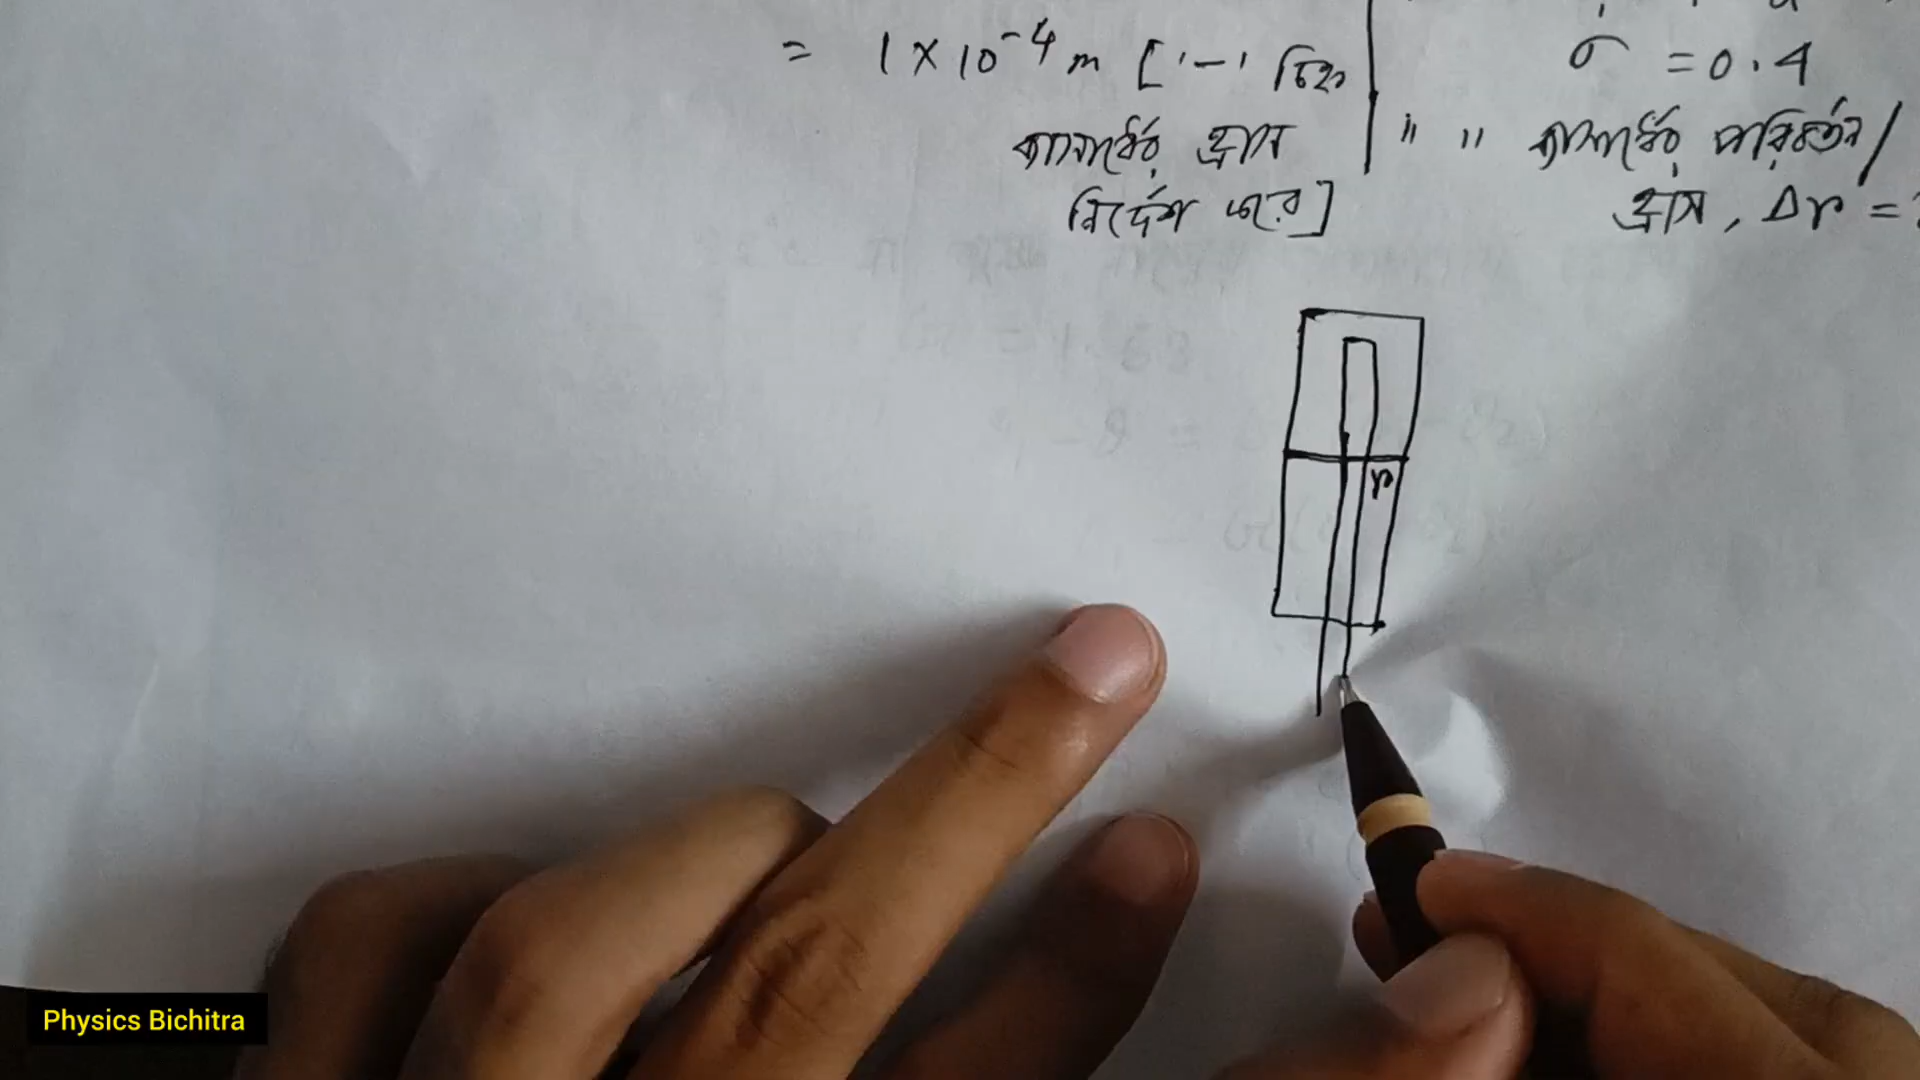 = 1 × 10⁻⁴ m ['–' চিহ্ন
ব্যাসার্ধের হ্রাস
নির্দেশ করে]
σ = 0.4
" " ব্যাসার্ধের পরিবর্তন/
হ্রাস, Δr = ?
r
Physics Bichitra